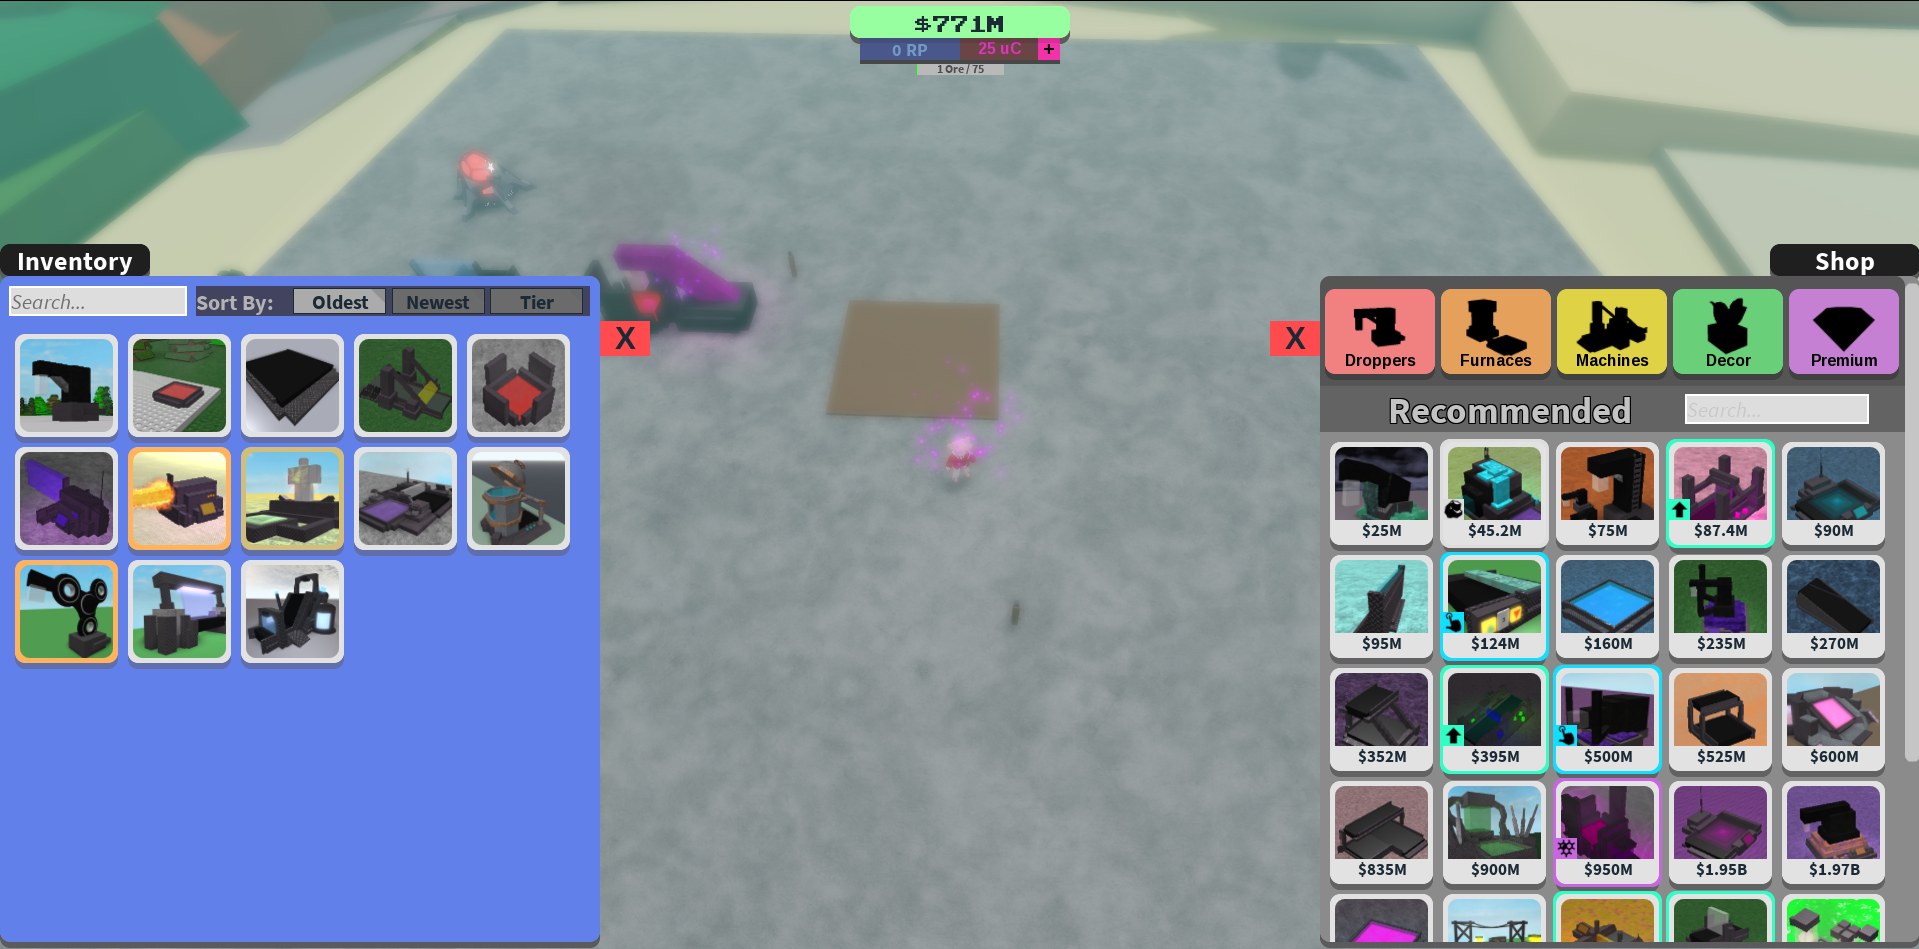 $771M
0 RP
25 uC
+
1 Ore / 75
Inventory
Search...
Sort By:
Oldest
Newest
Tier
X
X
Shop
Droppers
Furnaces
Machines
Decor
Premium
Recommended
Search...
$25M
$45.2M
$75M
$87.4M
$90M
$95M
$124M
$160M
$235M
$270M
$352M
$395M
$500M
$525M
$600M
$835M
$900M
$950M
$1.95B
$1.97B